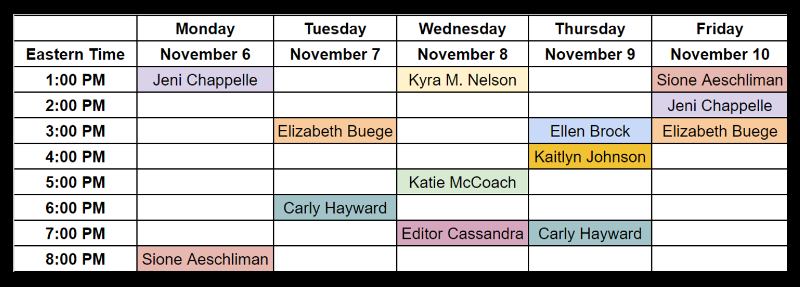 Monday Tuesday Wednesday Thursday Friday
Eastern Time November 6 November 7 November 8 November 9 November 10
1:00 PM Jeni Chappelle Kyra M. Nelson Sione Aeschliman
2:00 PM Jeni Chappelle
3:00 PM Elizabeth Buege Ellen Brock Elizabeth Buege
4:00 PM Kaitlyn Johnson
5:00 PM Katie McCoach
6:00 PM Carly Hayward
7:00 PM Editor Cassandra Carly Hayward
8:00 PM Sione Aeschliman